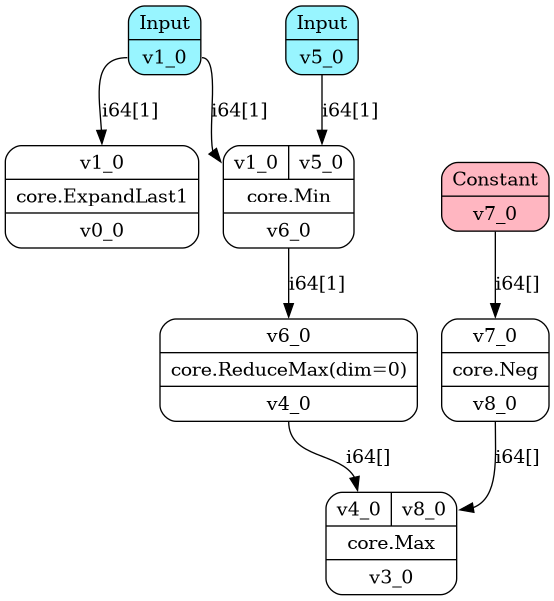 Input
v1_0
Input
v5_0
i64[1]
i64[1]
i64[1]
v1_0
core.ExpandLast1
v0_0
v1_0 v5_0
core.Min
v6_0
Constant
v7_0
i64[1]
i64[]
v6_0
core.ReduceMax(dim=0)
v4_0
v7_0
core.Neg
v8_0
i64[]
i64[]
v4_0 v8_0
core.Max
v3_0